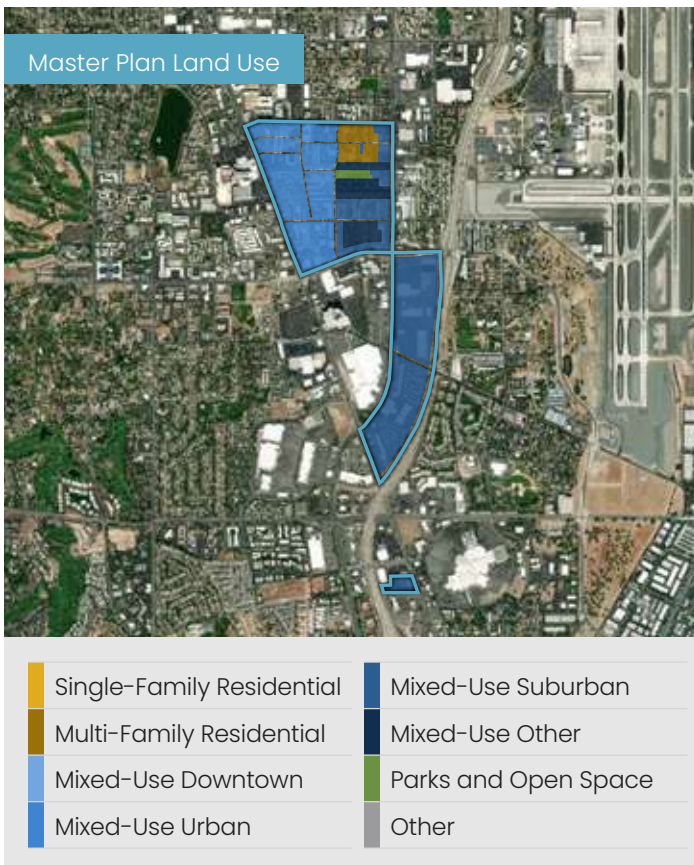 Master Plan Land Use
Single-Family Residential
Multi-Family Residential
Mixed-Use Downtown
Mixed-Use Urban
Mixed-Use Suburban
Mixed-Use Other
Parks and Open Space
Other